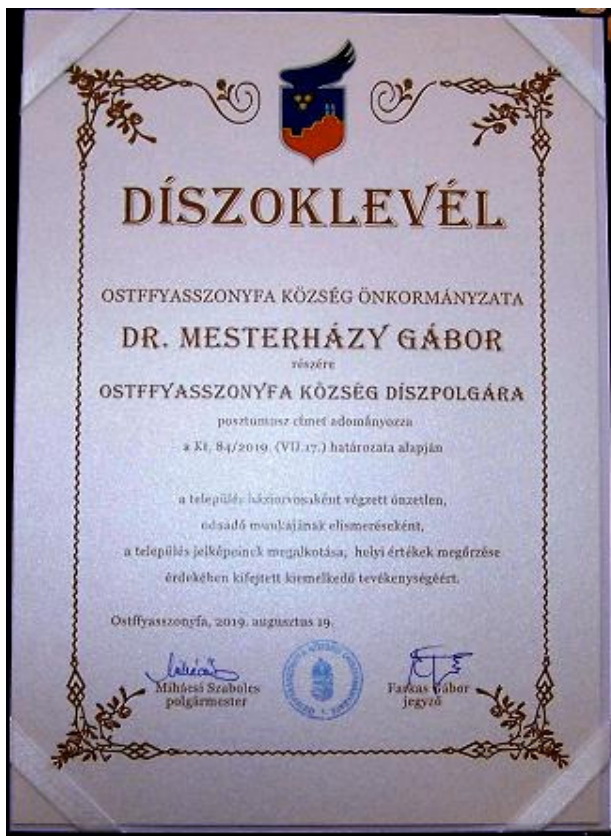 DÍSZOKLEVÉL
OSTFFYASSZONYFA KÖZSÉG ÖNKORMÁNYZATA
DR. MESTERHÁZY GÁBOR
részére
OSTFFYASSZONYFA KÖZSÉG DÍSZPOLGÁRA
posztumusz címet adományozza
a Kt. 84/2019. (VII.17.) határozata alapján
a település háziorvosaként végzett önzetlen,
odaadó munkájának elismeréseként,
a település jelképeinek megalkotása, helyi értékek megőrzése
érdekében kifejtett kiemelkedő tevékenységéért.
Ostffyasszonyfa, 2019. augusztus 19.
Mihácsi Szabolcs
polgármester
Farkas Gábor
jegyző